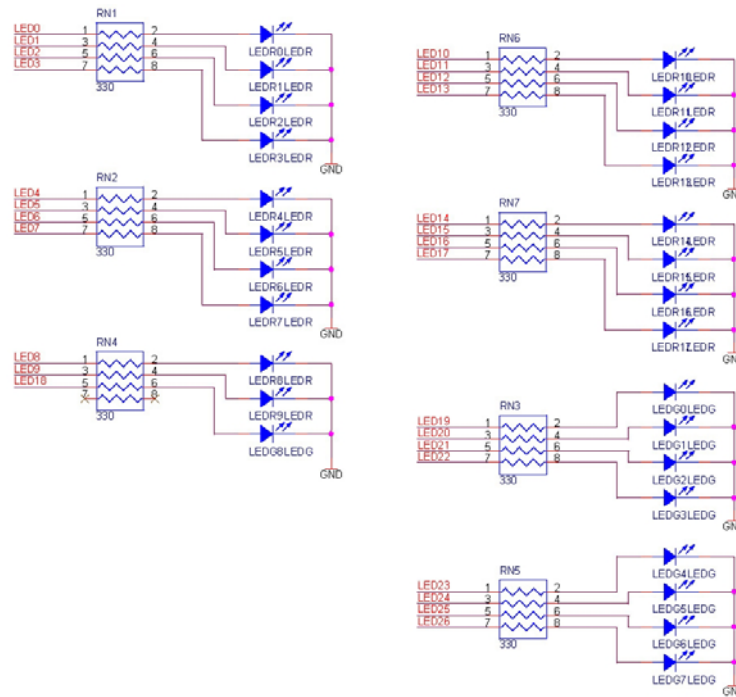 RN1
LED0 1 2
LED1 3 4
LED2 5 6
LED3 7 8
330
LEDR0LEDR
LEDR1LEDR
LEDR2LEDR
LEDR3LEDR
GND
RN2
LED4 1 2
LED5 3 4
LED6 5 6
LED7 7 8
330
LEDR4LEDR
LEDR5LEDR
LEDR6LEDR
LEDR7LEDR
GND
RN4
LED8 1 2
LED9 3 4
LED18 5 6
7 8
330
LEDR8LEDR
LEDR9LEDR
LEDG8LEDG
GND
RN6
LED10 1 2
LED11 3 4
LED12 5 6
LED13 7 8
330
LEDR10LEDR
LEDR11LEDR
LEDR12LEDR
LEDR13LEDR
GN
RN7
LED14 1 2
LED15 3 4
LED16 5 6
LED17 7 8
330
LEDR14LEDR
LEDR15LEDR
LEDR16LEDR
LEDR17LEDR
GN
RN3
LED19 1 2
LED20 3 4
LED21 5 6
LED22 7 8
330
LEDG0LEDG
LEDG1LEDG
LEDG2LEDG
LEDG3LEDG
GN
RN5
LED23 1 2
LED24 3 4
LED25 5 6
LED26 7 8
330
LEDG4LEDG
LEDG5LEDG
LEDG6LEDG
LEDG7LEDG
GN